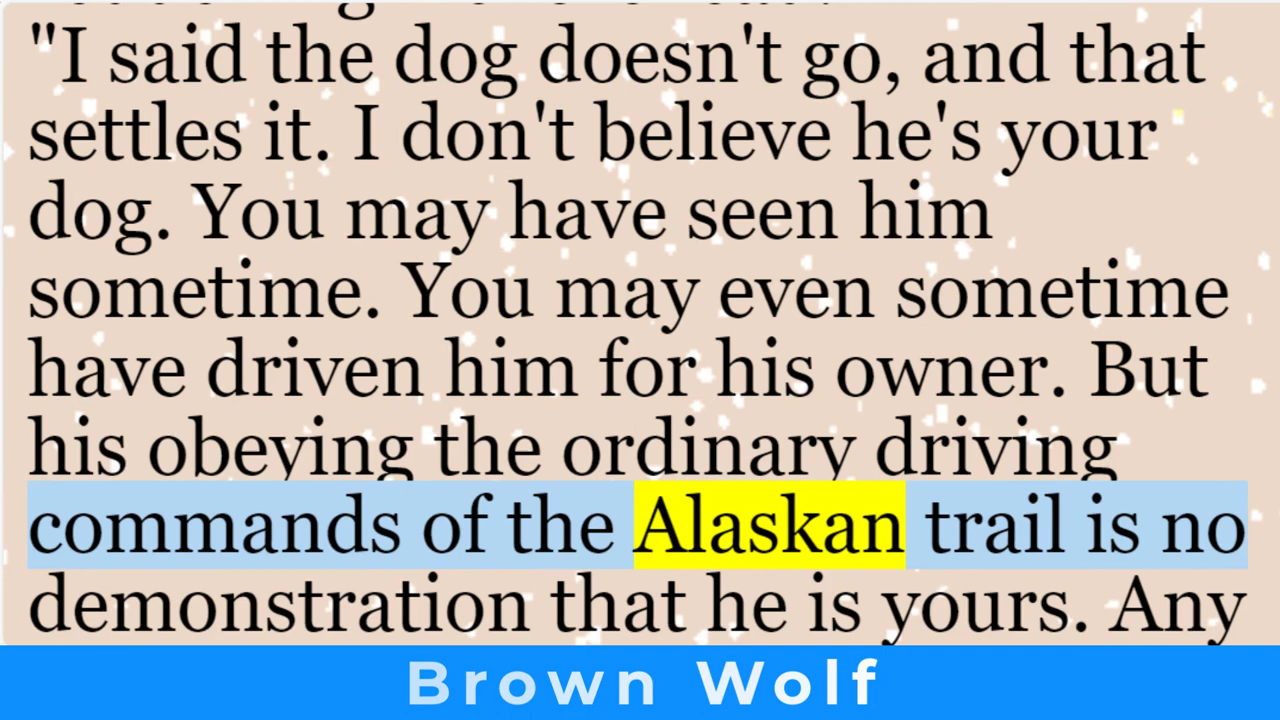 "I said the dog doesn't go, and that
settles it. I don't believe he's your
dog. You may have seen him
sometime. You may even sometime
have driven him for his owner. But
his obeying the ordinary driving
commands of the Alaskan trail is no
demonstration that he is yours. Any
Brown Wolf